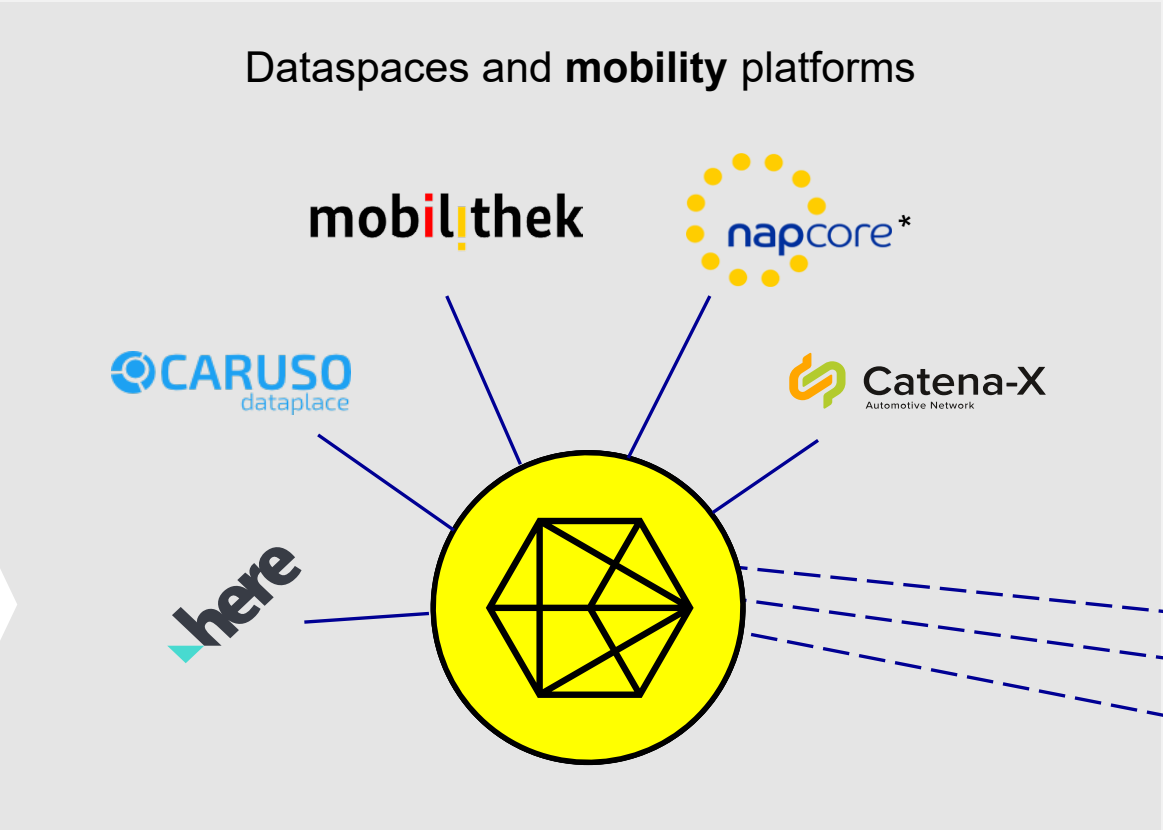 Dataspaces and mobility platforms
mobilithek
napcore*
CARUSO
dataplace
Catena-X
Automotive Network
here